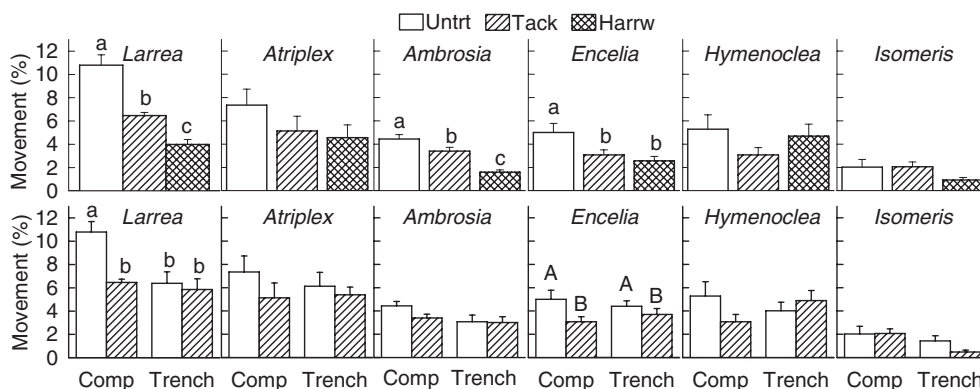 Untrt Tack Harrw
Movement (%)
12
10
8
6
4
2
0
Larrea Atriplex Ambrosia Encelia Hymenoclea Isomeris
a b c
a b c
a b b
Movement (%)
12
10
8
6
4
2
0
Larrea Atriplex Ambrosia Encelia Hymenoclea Isomeris
a b b b
A B A B
Comp Trench Comp Trench Comp Trench Comp Trench Comp Trench Comp Trench